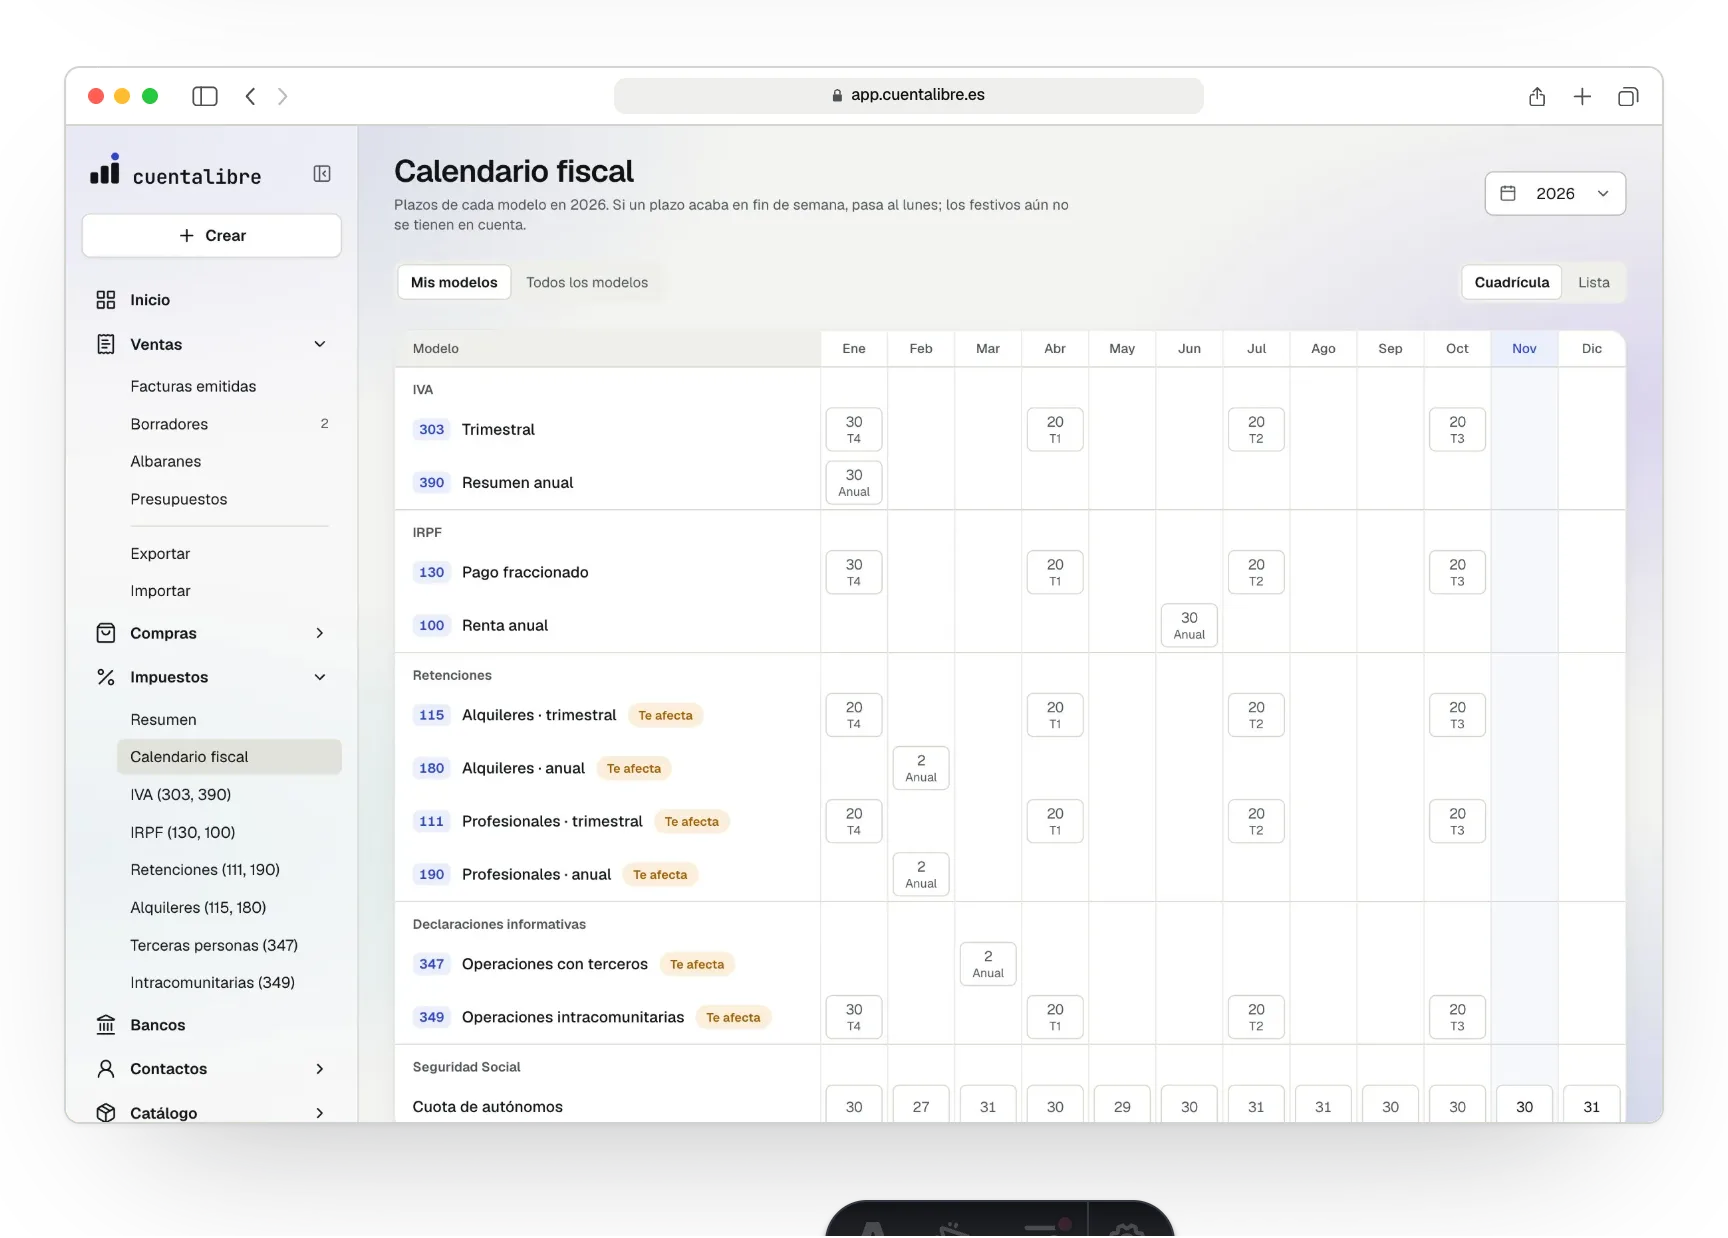 app.cuentalibre.es
cuentalibre
Crear
Inicio
Ventas
Facturas emitidas
Borradores 2
Albaranes
Presupuestos
Exportar
Importar
Compras
Impuestos
Resumen
Calendario fiscal
IVA (303, 390)
IRPF (130, 100)
Retenciones (111, 190)
Alquileres (115, 180)
Terceras personas (347)
Intracomunitarias (349)
Bancos
Contactos
Catálogo
Calendario fiscal
Plazos de cada modelo en 2026. Si un plazo acaba en fin de semana, pasa al lunes; los festivos aún no
se tienen en cuenta.
2026
Mis modelos Todos los modelos
Cuadrícula Lista
Modelo Ene Feb Mar Abr May Jun Jul Ago Sep Oct Nov Dic
IVA
303 Trimestral 30 20 20 20
T4 T1 T2 T3
390 Resumen anual 30
Anual
IRPF
130 Pago fraccionado 30 20 20 20
T4 T1 T2 T3
100 Renta anual 30
Anual
Retenciones
115 Alquileres · trimestral Te afecta 20 20 20 20
T4 T1 T2 T3
180 Alquileres · anual Te afecta 2
Anual
111 Profesionales · trimestral Te afecta 20 20 20 20
T4 T1 T2 T3
190 Profesionales · anual Te afecta 2
Anual
Declaraciones informativas
347 Operaciones con terceros Te afecta 2
Anual
349 Operaciones intracomunitarias Te afecta 30 20 20 20
T4 T1 T2 T3
Seguridad Social
Cuota de autónomos 30 27 31 30 29 30 31 31 30 30 30 31